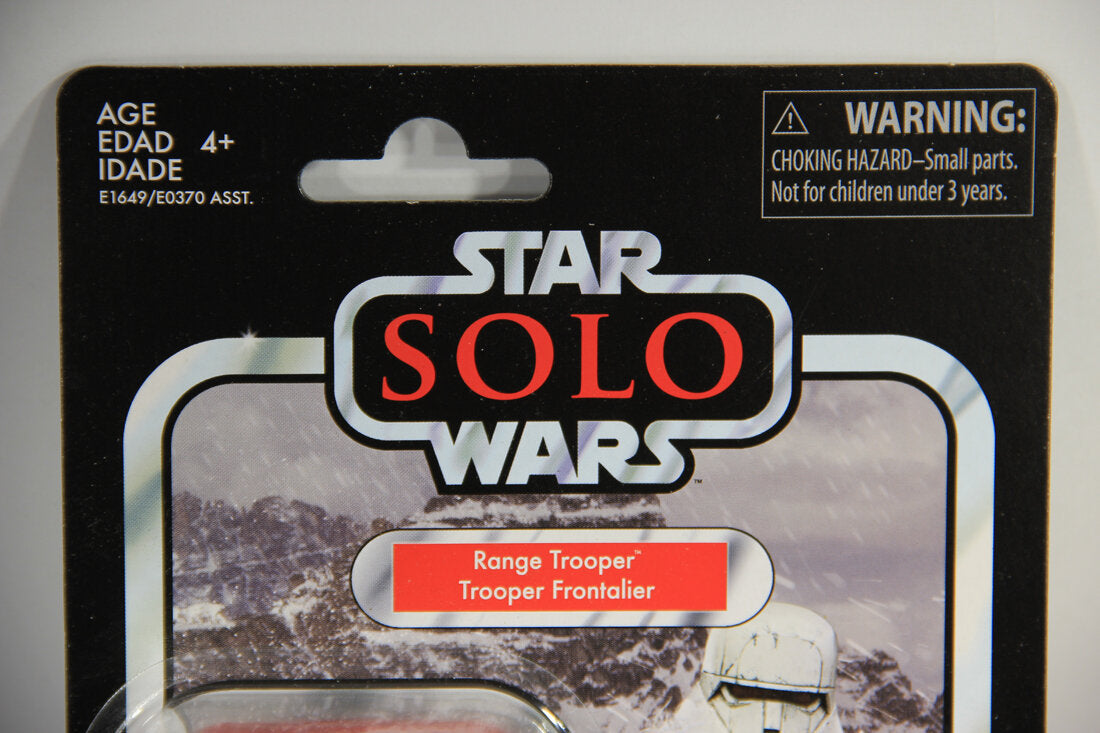 AGE
EDAD 4+
IDADE
E1649/E0370 ASST.
WARNING:
CHOKING HAZARD–Small parts.
Not for children under 3 years.
STAR
SOLO
WARS™
Range Trooper™
Trooper Frontalier